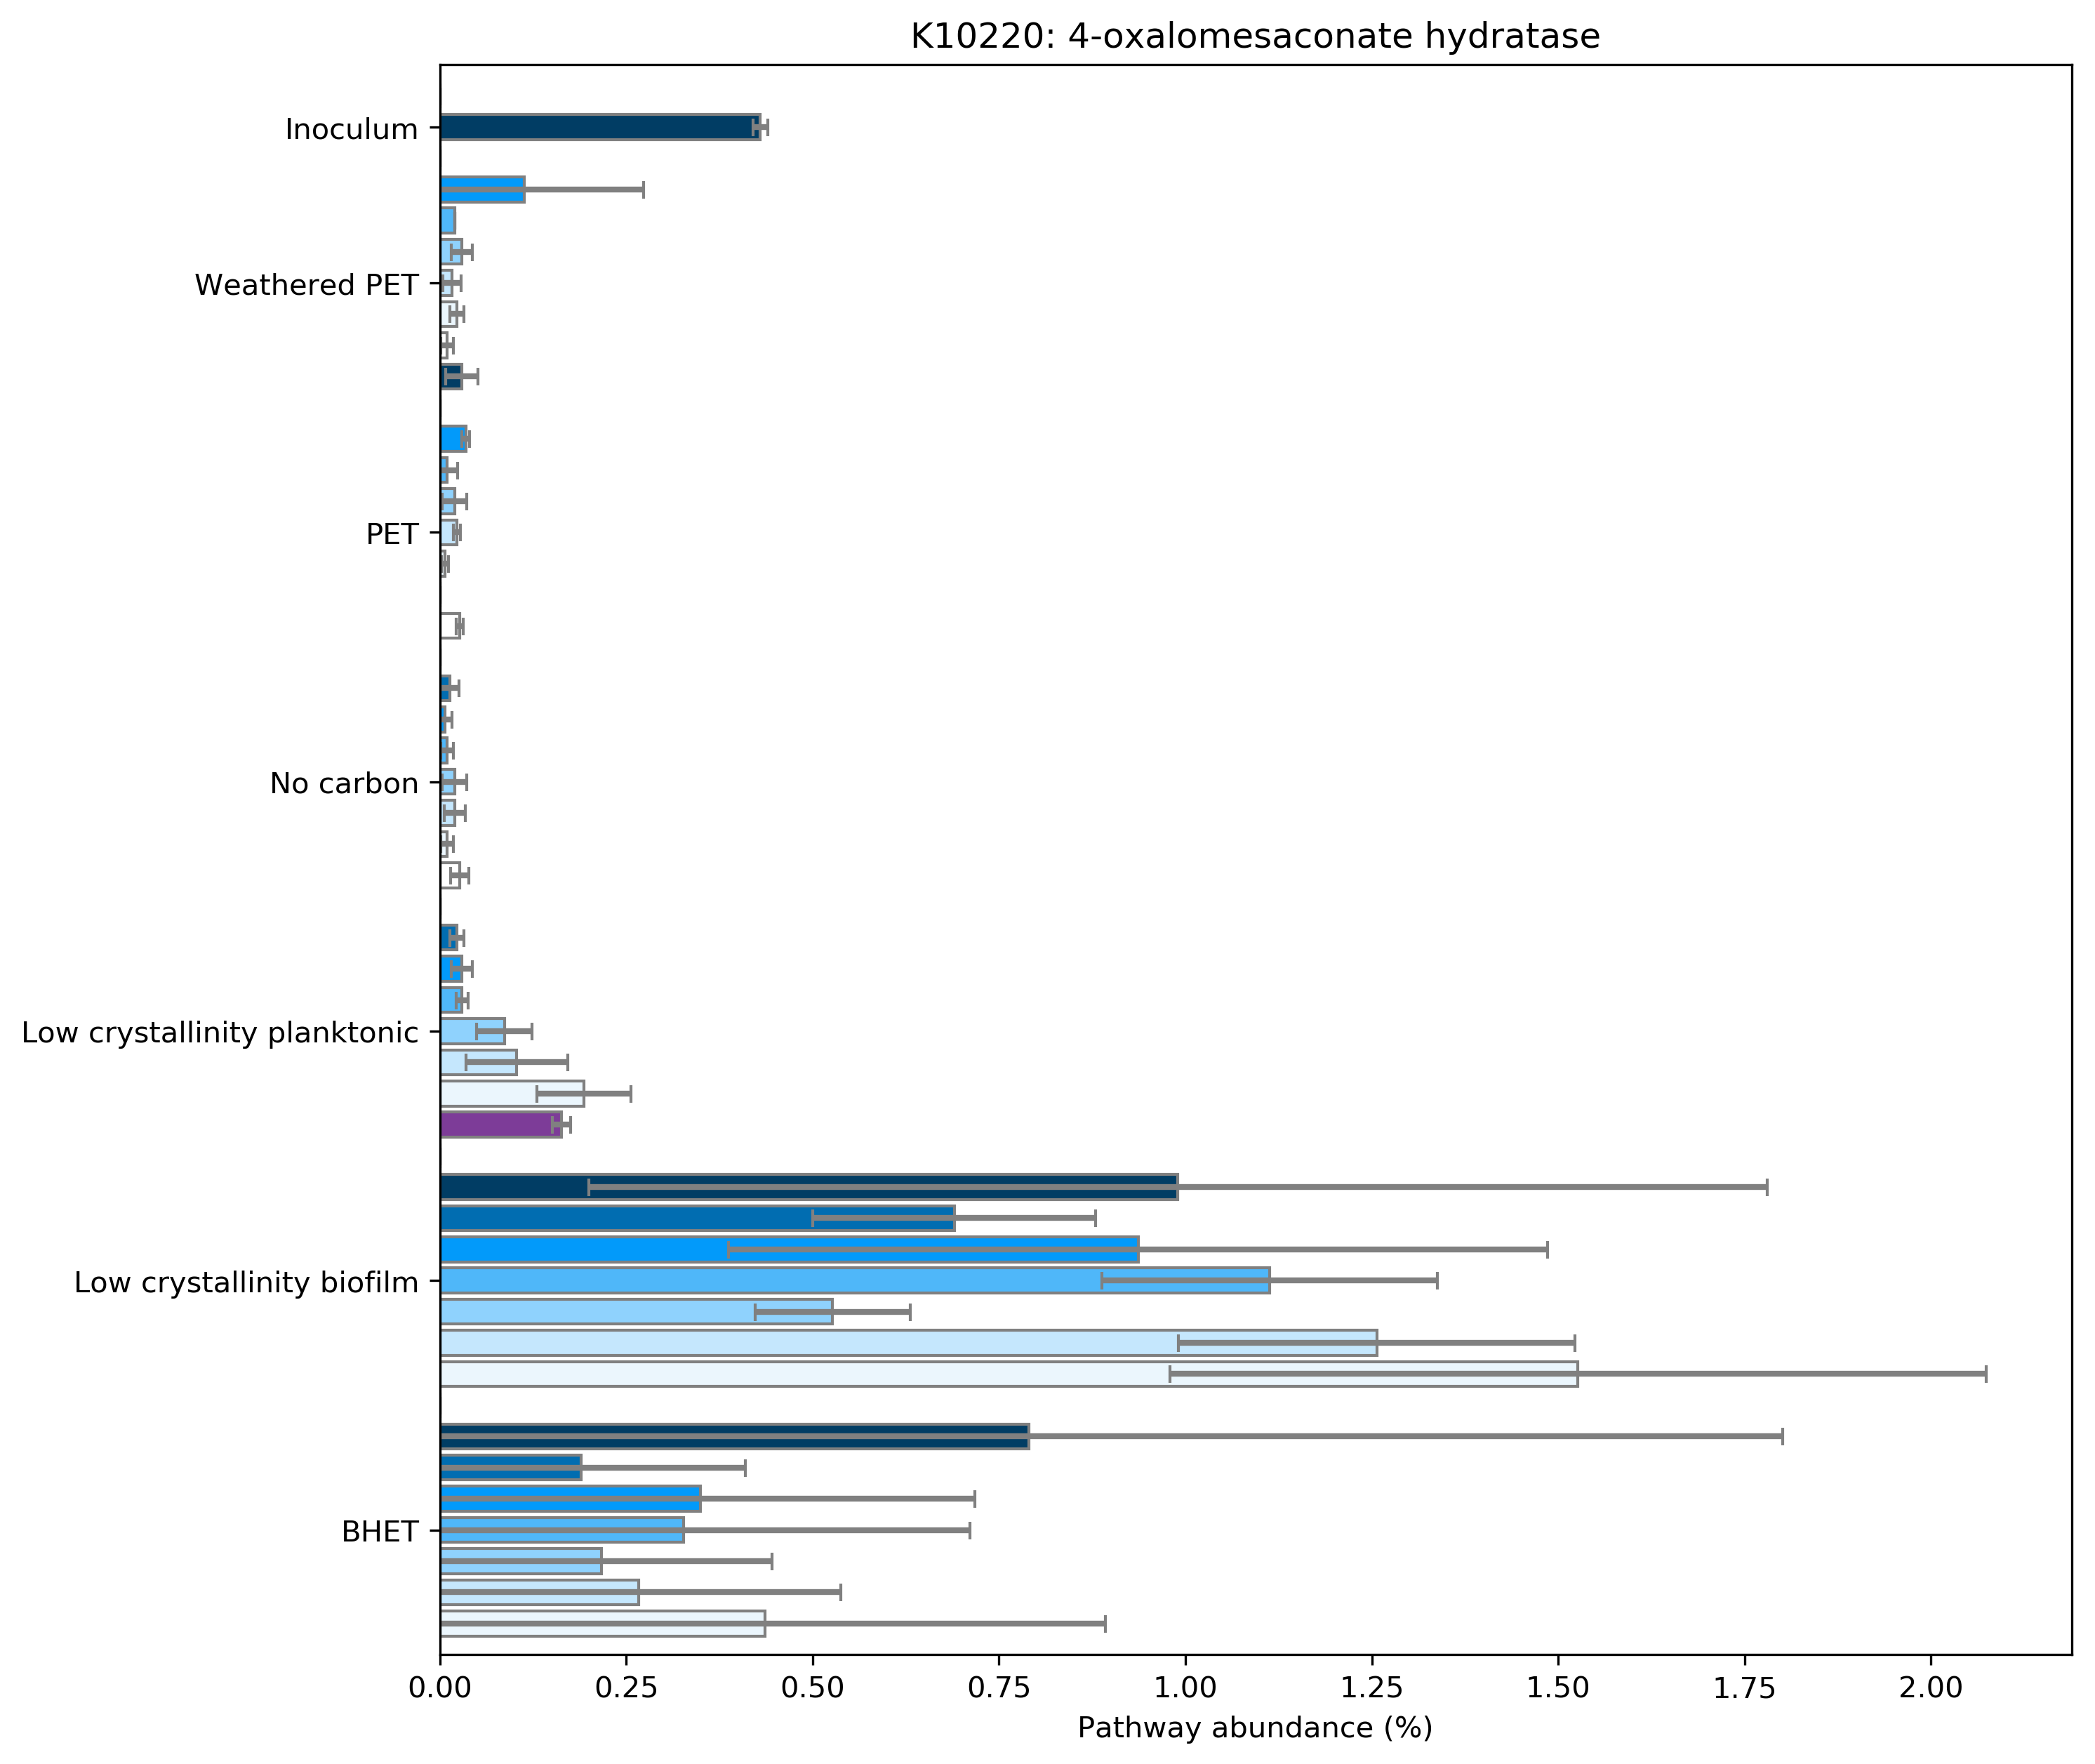 K10220: 4-oxalomesaconate hydratase
Inoculum
Weathered PET
PET
No carbon
Low crystallinity planktonic
Low crystallinity biofilm
BHET
0.00 0.25 0.50 0.75 1.00 1.25 1.50 1.75 2.00
Pathway abundance (%)